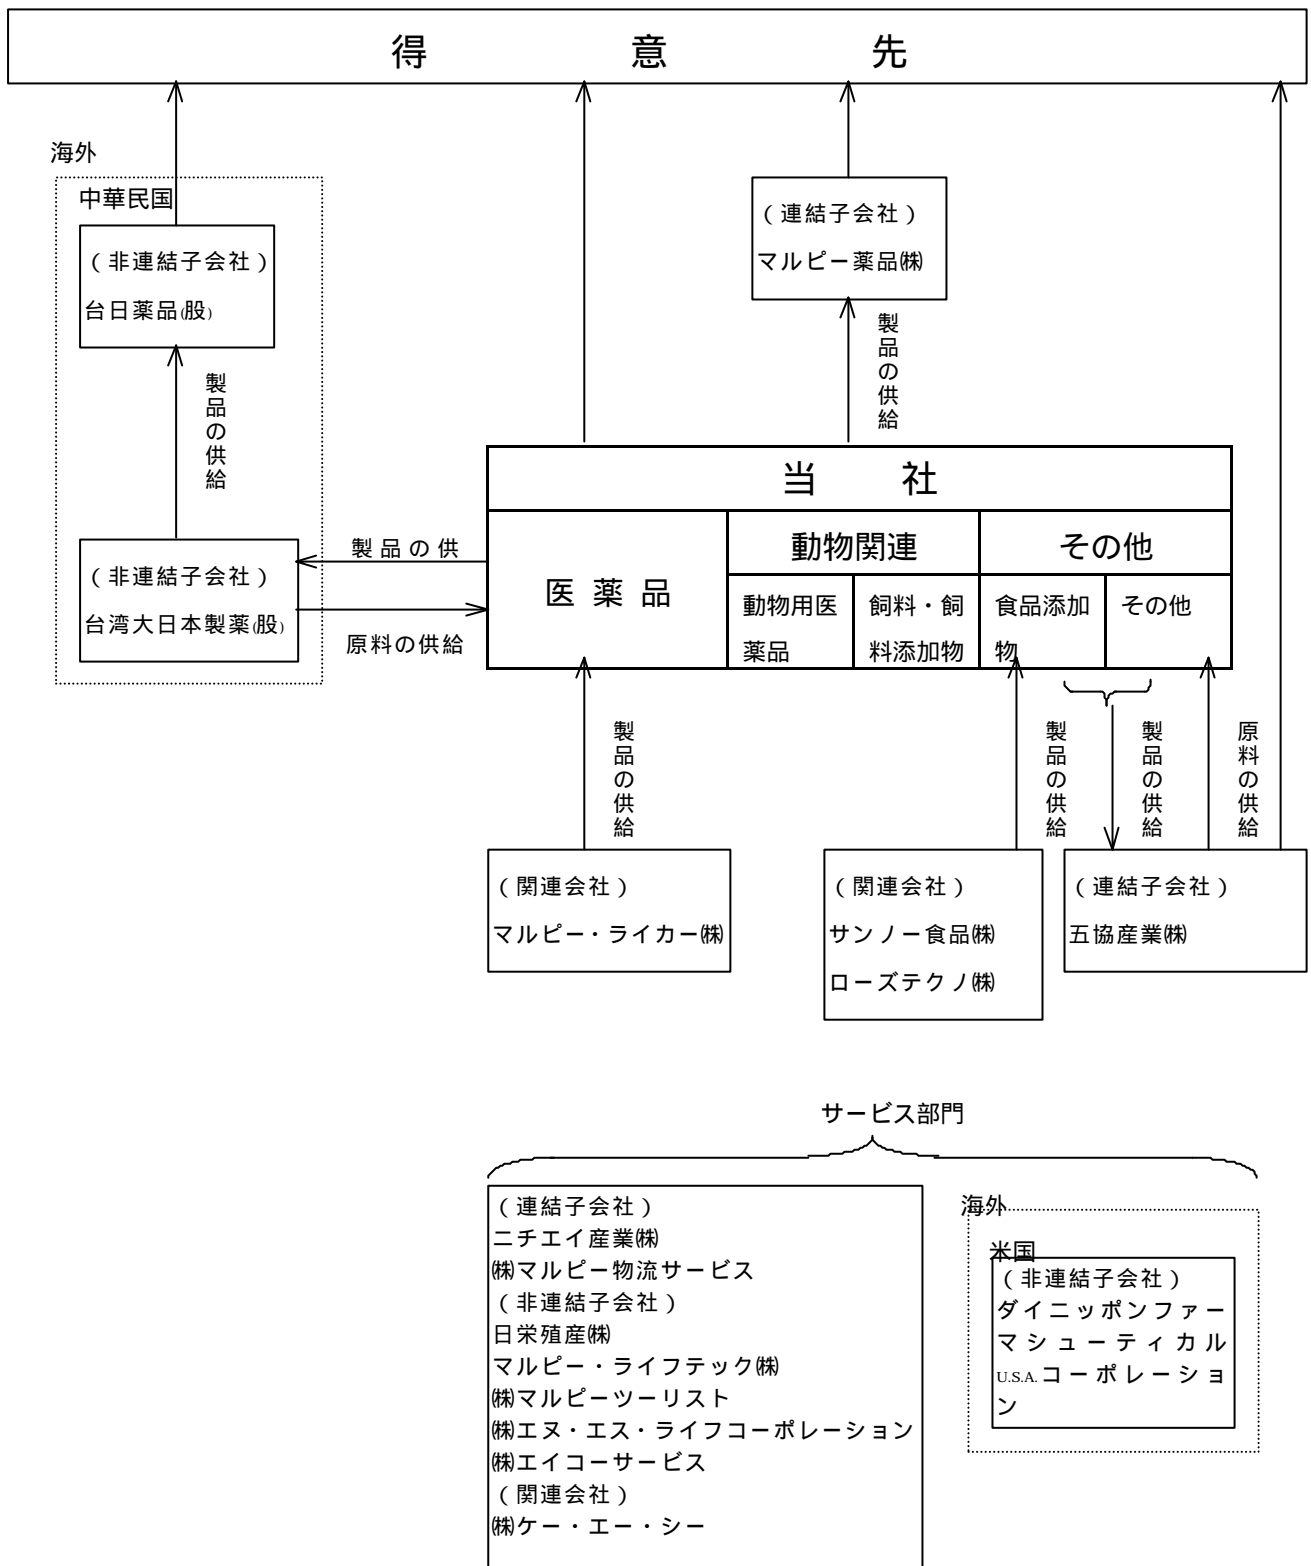 得意先
海外
中華民国
（非連結子会社）
台日薬品(股)
製品の供給
（非連結子会社）
台湾大日本製薬(股)
製品の供
原料の供給
（連結子会社）
マルピー薬品㈱
製品の供給
当社
医薬品
動物関連
その他
動物用医
薬品
飼料・飼
料添加物
食品添加
物
その他
製品の供給
製品の供給
製品の供給
原料の供給
（関連会社）
マルピー・ライカー㈱
（関連会社）
サンノー食品㈱
ローズテクノ㈱
（連結子会社）
五協産業㈱
サービス部門
（連結子会社）
ニチエイ産業㈱
㈱マルピー物流サービス
（非連結子会社）
日栄殖産㈱
マルピー・ライフテック㈱
㈱マルピーツーリスト
㈱エヌ・エス・ライフコーポレーション
㈱エイコーサービス
（関連会社）
㈱ケー・エー・シー
海外
米国
（非連結子会社）
ダイニッポンファー
マシューティカル
U.S.A.コーポレーショ
ン